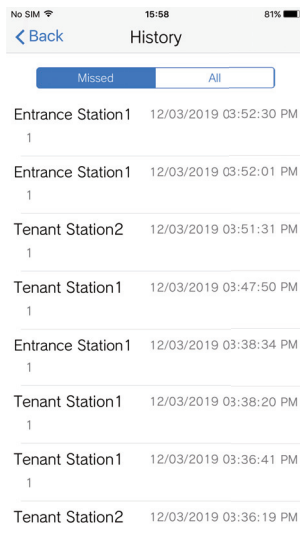 No SIM 15:58 81%
Back History
Missed All
Entrance Station1 12/03/2019 03:52:30 PM
1
Entrance Station1 12/03/2019 03:52:01 PM
1
Tenant Station2 12/03/2019 03:51:31 PM
1
Tenant Station1 12/03/2019 03:47:50 PM
1
Entrance Station1 12/03/2019 03:38:34 PM
1
Tenant Station1 12/03/2019 03:38:20 PM
1
Tenant Station1 12/03/2019 03:36:41 PM
1
Tenant Station2 12/03/2019 03:36:19 PM